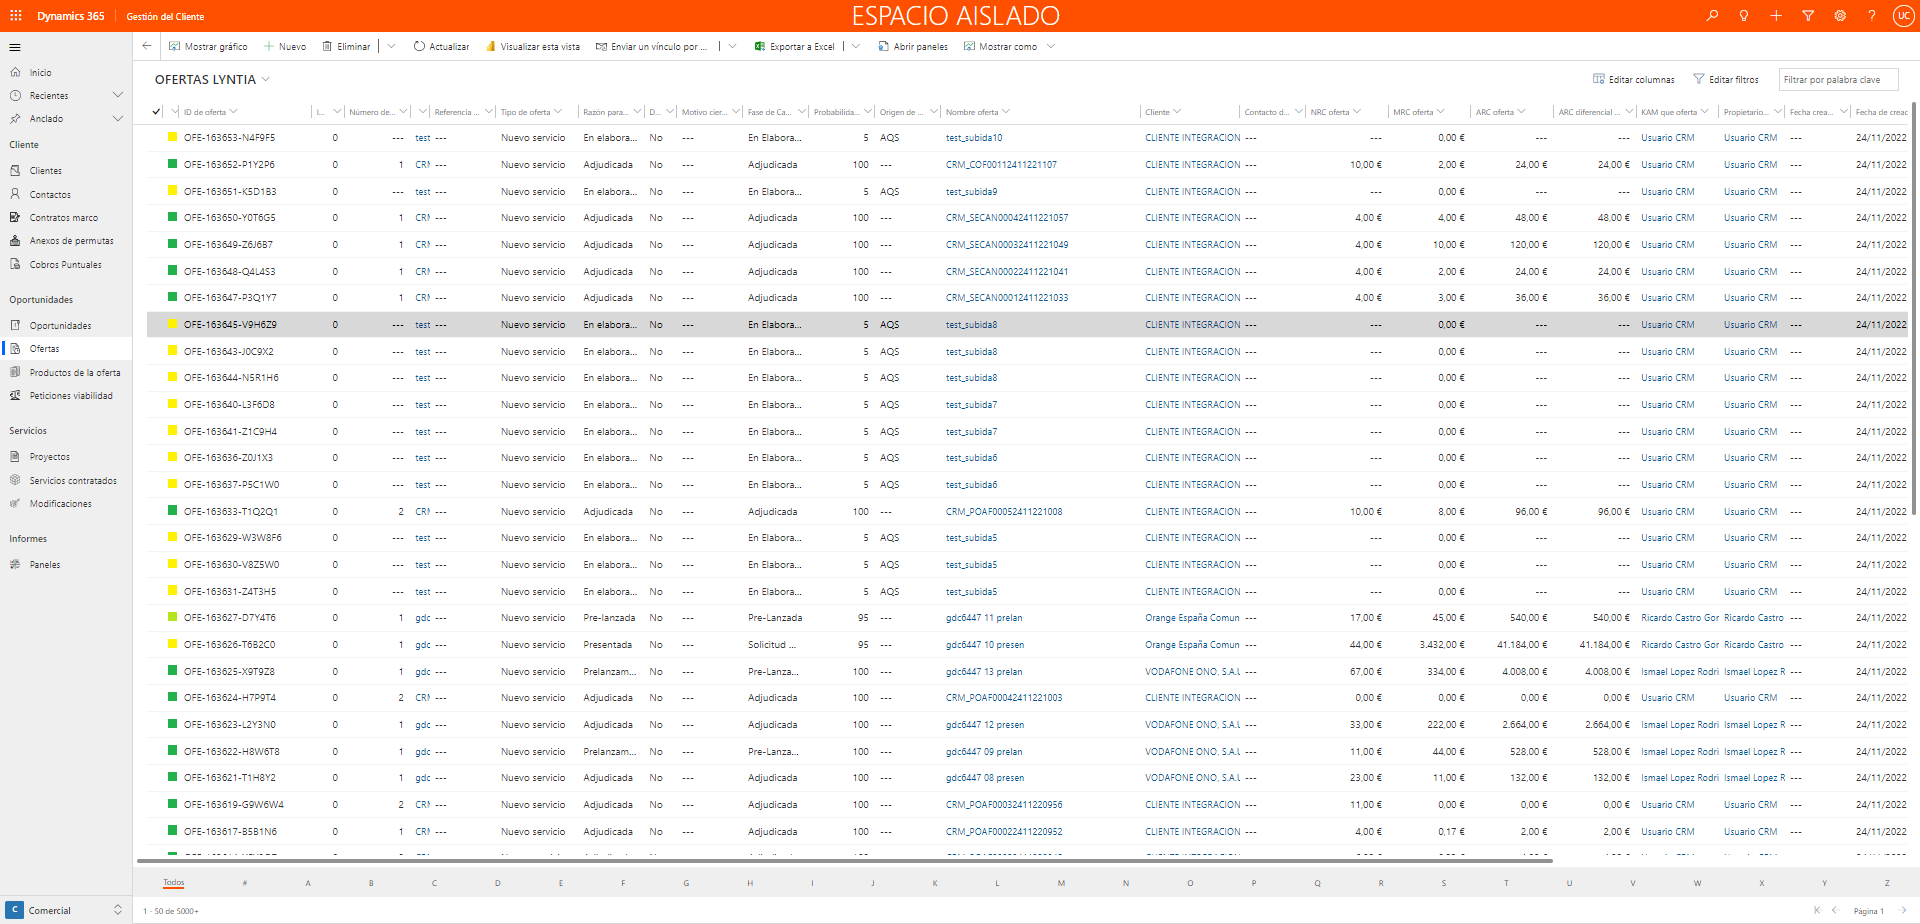 Dynamics 365 Gestión del Cliente ESPACIO AISLADO UC
Mostrar gráfico Nuevo Eliminar Actualizar Visualizar esta vista Enviar un vínculo por ... Exportar a Excel Abrir paneles Mostrar como
Inicio
Recientes
Anclado
Cliente
Clientes
Contactos
Contratos marco
Anexos de permutas
Cobros Puntuales
Oportunidades
Oportunidades
Ofertas
Productos de la oferta
Peticiones viabilidad
Servicios
Proyectos
Servicios contratados
Modificaciones
Informes
Paneles
C Comercial
OFERTAS LYNTIA Editar columnas Editar filtros Filtrar por palabra clave
ID de oferta I... Número de... Referencia ... Tipo de oferta Razón para... D... Motivo cier... Fase de Ca... Probabilida... Origen de ... Nombre oferta Cliente Contacto d... NRC oferta MRC oferta ARC oferta ARC diferencial ... KAM que oferta Propietario... Fecha crea... Fecha de creac
OFE-163653-N4F9F5 0 --- test --- Nuevo servicio En elabora... No --- En Elabora... 5 AQS test_subida10 CLIENTE INTEGRACION --- --- 0,00 € --- --- Usuario CRM Usuario CRM --- 24/11/2022
OFE-163652-P1Y2P6 0 1 CRM --- Nuevo servicio Adjudicada No --- Adjudicada 100 --- CRM_COF00112411221107 CLIENTE INTEGRACION --- 10,00 € 2,00 € 24,00 € 24,00 € Usuario CRM Usuario CRM --- 24/11/2022
OFE-163651-K5D1B3 0 --- test --- Nuevo servicio En elabora... No --- En Elabora... 5 AQS test_subida9 CLIENTE INTEGRACION --- --- 0,00 € --- --- Usuario CRM Usuario CRM --- 24/11/2022
OFE-163650-Y0T6G5 0 1 CRM --- Nuevo servicio Adjudicada No --- Adjudicada 100 --- CRM_SECAN00042411221057 CLIENTE INTEGRACION --- 4,00 € 4,00 € 48,00 € 48,00 € Usuario CRM Usuario CRM --- 24/11/2022
OFE-163649-Z6J6B7 0 1 CRM --- Nuevo servicio Adjudicada No --- Adjudicada 100 --- CRM_SECAN00032411221049 CLIENTE INTEGRACION --- 4,00 € 10,00 € 120,00 € 120,00 € Usuario CRM Usuario CRM --- 24/11/2022
OFE-163648-Q4L4S3 0 1 CRM --- Nuevo servicio Adjudicada No --- Adjudicada 100 --- CRM_SECAN00022411221041 CLIENTE INTEGRACION --- 4,00 € 2,00 € 24,00 € 24,00 € Usuario CRM Usuario CRM --- 24/11/2022
OFE-163647-P3Q1Y7 0 1 CRM --- Nuevo servicio Adjudicada No --- Adjudicada 100 --- CRM_SECAN00012411221033 CLIENTE INTEGRACION --- 4,00 € 3,00 € 36,00 € 36,00 € Usuario CRM Usuario CRM --- 24/11/2022
OFE-163645-V9H6Z9 0 --- test --- Nuevo servicio En elabora... No --- En Elabora... 5 AQS test_subida8 CLIENTE INTEGRACION --- --- 0,00 € --- --- Usuario CRM Usuario CRM --- 24/11/2022
OFE-163643-J0C9X2 0 --- test --- Nuevo servicio En elabora... No --- En Elabora... 5 AQS test_subida8 CLIENTE INTEGRACION --- --- 0,00 € --- --- Usuario CRM Usuario CRM --- 24/11/2022
OFE-163644-N5R1H6 0 --- test --- Nuevo servicio En elabora... No --- En Elabora... 5 AQS test_subida8 CLIENTE INTEGRACION --- --- 0,00 € --- --- Usuario CRM Usuario CRM --- 24/11/2022
OFE-163640-L3F6D8 0 --- test --- Nuevo servicio En elabora... No --- En Elabora... 5 AQS test_subida7 CLIENTE INTEGRACION --- --- 0,00 € --- --- Usuario CRM Usuario CRM --- 24/11/2022
OFE-163641-Z1C9H4 0 --- test --- Nuevo servicio En elabora... No --- En Elabora... 5 AQS test_subida7 CLIENTE INTEGRACION --- --- 0,00 € --- --- Usuario CRM Usuario CRM --- 24/11/2022
OFE-163636-Z0J1X3 0 --- test --- Nuevo servicio En elabora... No --- En Elabora... 5 AQS test_subida6 CLIENTE INTEGRACION --- --- 0,00 € --- --- Usuario CRM Usuario CRM --- 24/11/2022
OFE-163637-P5C1W0 0 --- test --- Nuevo servicio En elabora... No --- En Elabora... 5 AQS test_subida6 CLIENTE INTEGRACION --- --- 0,00 € --- --- Usuario CRM Usuario CRM --- 24/11/2022
OFE-163633-T1Q2Q1 0 2 CRM --- Nuevo servicio Adjudicada No --- Adjudicada 100 --- CRM_POAF00052411221008 CLIENTE INTEGRACION --- 10,00 € 8,00 € 96,00 € 96,00 € Usuario CRM Usuario CRM --- 24/11/2022
OFE-163629-W3W8F6 0 --- test --- Nuevo servicio En elabora... No --- En Elabora... 5 AQS test_subida5 CLIENTE INTEGRACION --- --- 0,00 € --- --- Usuario CRM Usuario CRM --- 24/11/2022
OFE-163630-V8Z5W0 0 --- test --- Nuevo servicio En elabora... No --- En Elabora... 5 AQS test_subida5 CLIENTE INTEGRACION --- --- 0,00 € --- --- Usuario CRM Usuario CRM --- 24/11/2022
OFE-163631-Z4T3H5 0 --- test --- Nuevo servicio En elabora... No --- En Elabora... 5 AQS test_subida5 CLIENTE INTEGRACION --- --- 0,00 € --- --- Usuario CRM Usuario CRM --- 24/11/2022
OFE-163627-D7Y4T6 0 1 gdc --- Nuevo servicio Pre-lanzada No --- Pre-Lanzada 95 --- gdc6447 11 prelan Orange España Comun --- 17,00 € 45,00 € 540,00 € 540,00 € Ricardo Castro Gor Ricardo Castro --- 24/11/2022
OFE-163626-T6B2C0 0 1 gdc --- Nuevo servicio Presentada No --- Solicitud ... 95 --- gdc6447 10 presen Orange España Comun --- 44,00 € 3.432,00 € 41.184,00 € 41.184,00 € Ricardo Castro Gor Ricardo Castro --- 24/11/2022
OFE-163625-X9T9Z8 0 1 gdc --- Nuevo servicio Prelanzam... No --- Pre-Lanza... 100 --- gdc6447 13 prelan VODAFONE ONO, S.A.U --- 67,00 € 334,00 € 4.008,00 € 4.008,00 € Ismael Lopez Rodri Ismael Lopez R --- 24/11/2022
OFE-163624-H7P9T4 0 2 CRM --- Nuevo servicio Adjudicada No --- Adjudicada 100 --- CRM_POAF00042411221003 CLIENTE INTEGRACION --- 0,00 € 0,00 € 0,00 € 0,00 € Usuario CRM Usuario CRM --- 24/11/2022
OFE-163623-L2Y3N0 0 1 gdc --- Nuevo servicio Adjudicada No --- Adjudicada 100 --- gdc6447 12 presen VODAFONE ONO, S.A.U --- 33,00 € 222,00 € 2.664,00 € 2.664,00 € Ismael Lopez Rodri Ismael Lopez R --- 24/11/2022
OFE-163622-H8W6T8 0 1 gdc --- Nuevo servicio Prelanzam... No --- Pre-Lanza... 100 --- gdc6447 09 prelan VODAFONE ONO, S.A.U --- 11,00 € 44,00 € 528,00 € 528,00 € Ismael Lopez Rodri Ismael Lopez R --- 24/11/2022
OFE-163621-T1H8Y2 0 1 gdc --- Nuevo servicio Adjudicada No --- Adjudicada 100 --- gdc6447 08 presen VODAFONE ONO, S.A.U --- 23,00 € 11,00 € 132,00 € 132,00 € Ismael Lopez Rodri Ismael Lopez R --- 24/11/2022
OFE-163619-G9W6W4 0 2 CRM --- Nuevo servicio Adjudicada No --- Adjudicada 100 --- CRM_POAF00032411220956 CLIENTE INTEGRACION --- 11,00 € 0,00 € 0,00 € 0,00 € Usuario CRM Usuario CRM --- 24/11/2022
OFE-163617-B5B1N6 0 1 CRM --- Nuevo servicio Adjudicada No --- Adjudicada 100 --- CRM_POAF00022411220952 CLIENTE INTEGRACION --- 4,00 € 0,17 € 2,00 € 2,00 € Usuario CRM Usuario CRM --- 24/11/2022
Todos # A B C D E F G H I J K L M N O P Q R S T U V W X Y Z
1 - 50 de 5000+ Página 1